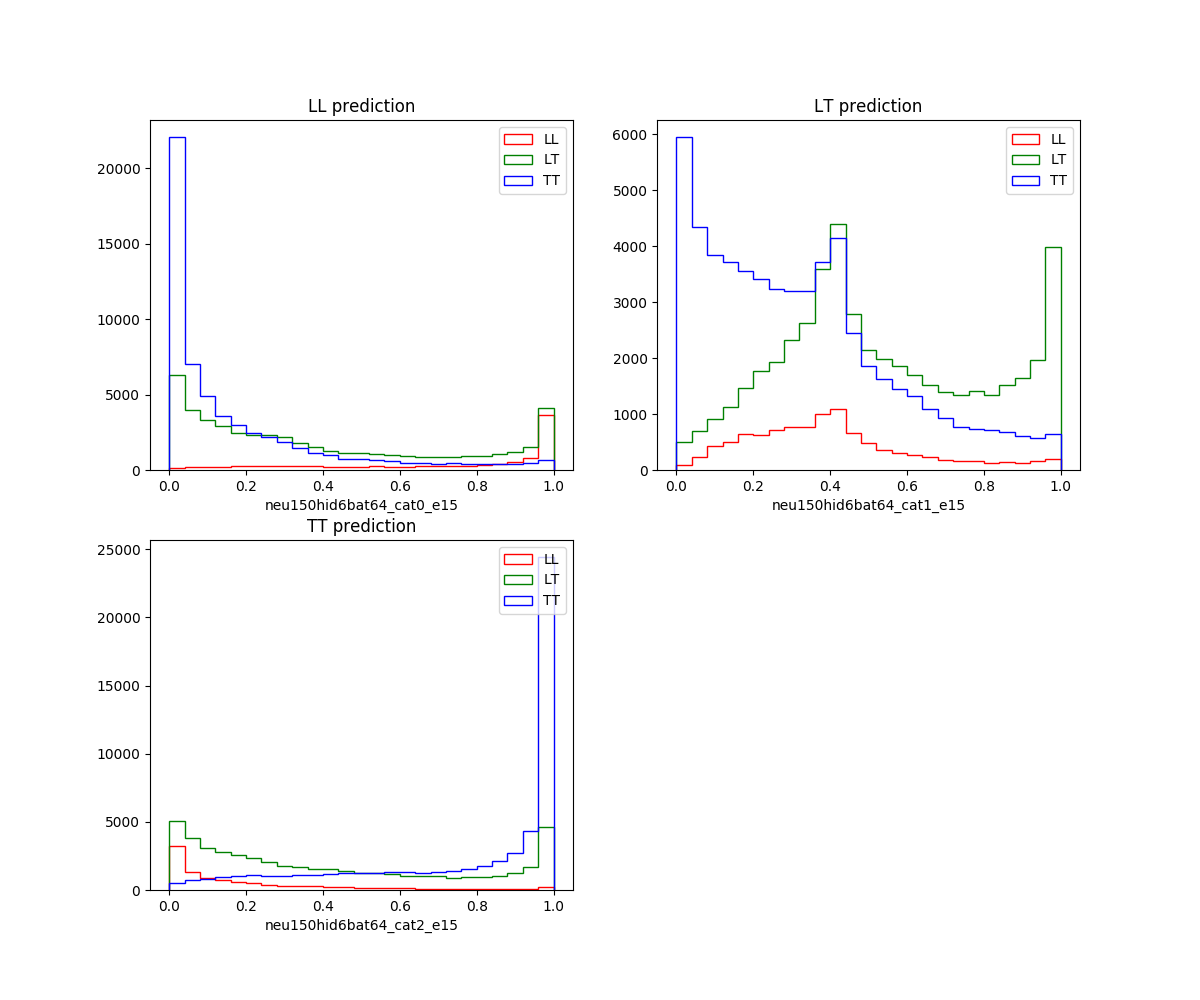 LL prediction
LL
LT
TT
20000
15000
10000
5000
0
0.0 0.2 0.4 0.6 0.8 1.0
neu150hid6bat64_cat0_e15
LT prediction
LL
LT
TT
6000
5000
4000
3000
2000
1000
0
0.0 0.2 0.4 0.6 0.8 1.0
neu150hid6bat64_cat1_e15
TT prediction
LL
LT
TT
25000
20000
15000
10000
5000
0
0.0 0.2 0.4 0.6 0.8 1.0
neu150hid6bat64_cat2_e15